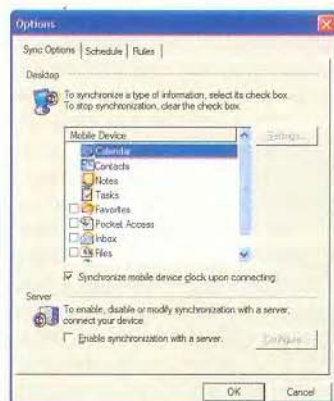 Options
Sync Options Schedule Rules
Desktop
To synchronize a type of information, select its check box.
To stop synchronization, clear the check box.
Mobile Device
Settings...
Calendar
Contacts
Notes
Tasks
Favorites
Pocket Access
Inbox
Files
Synchronize mobile device clock upon connecting
Server
To enable, disable or modify synchronization with a server,
connect your device.
Enable synchronization with a server.
Configure...
OK Cancel